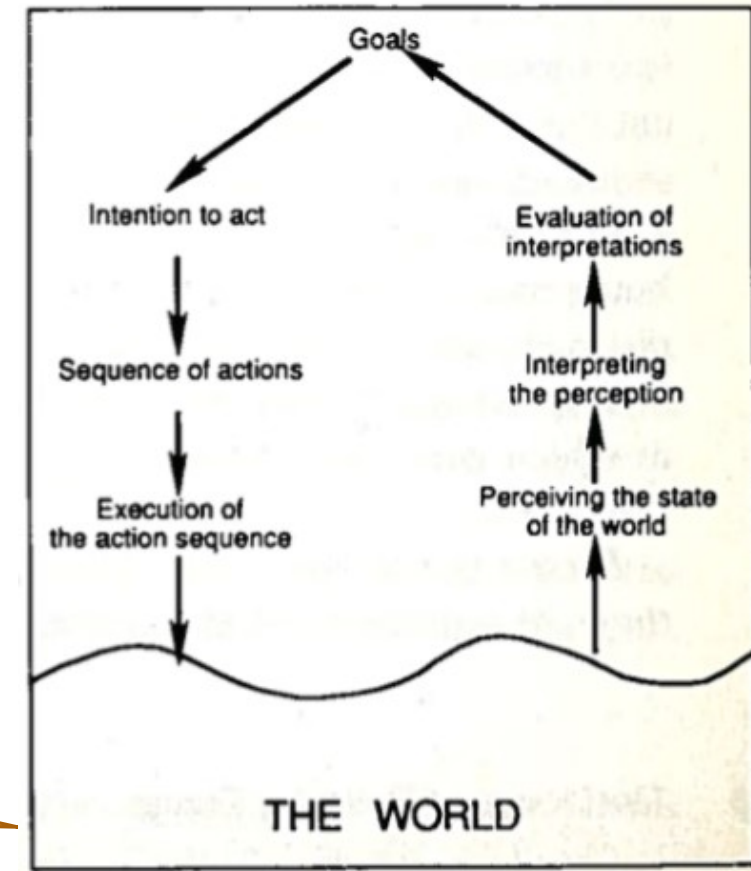 Goals
Intention to act
Evaluation of
interpretations
Sequence of actions
Interpreting
the perception
Execution of
the action sequence
Perceiving the state
of the world
THE WORLD